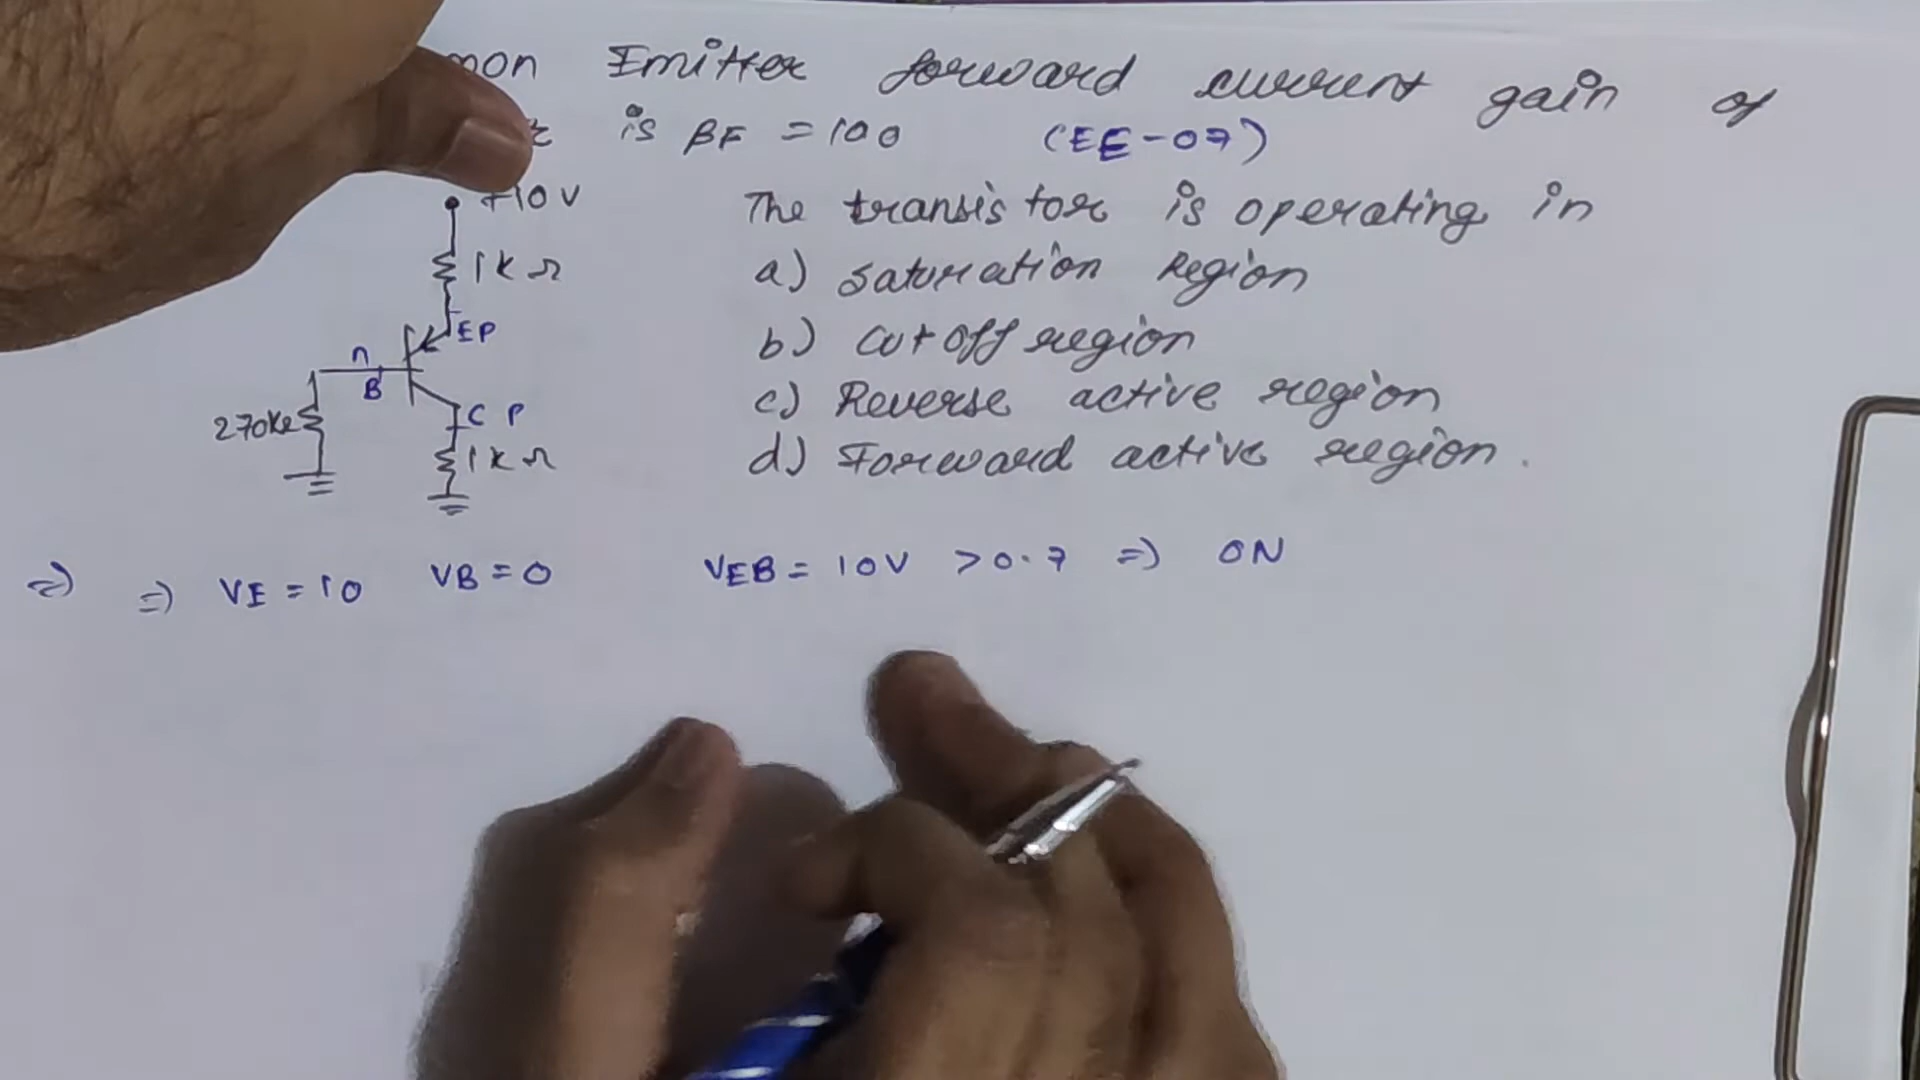 Emitter forward current gain of
is βF = 100 (EE-07)
+10V
The transistor is operating in
1KΩ
a) Saturation Region
EP
b) Cut off region
n
B
c) Reverse active region
270KΩ
C P
1KΩ
d) Forward active region.
=> => VE = 10 VB = 0 VEB = 10V > 0.7 => ON